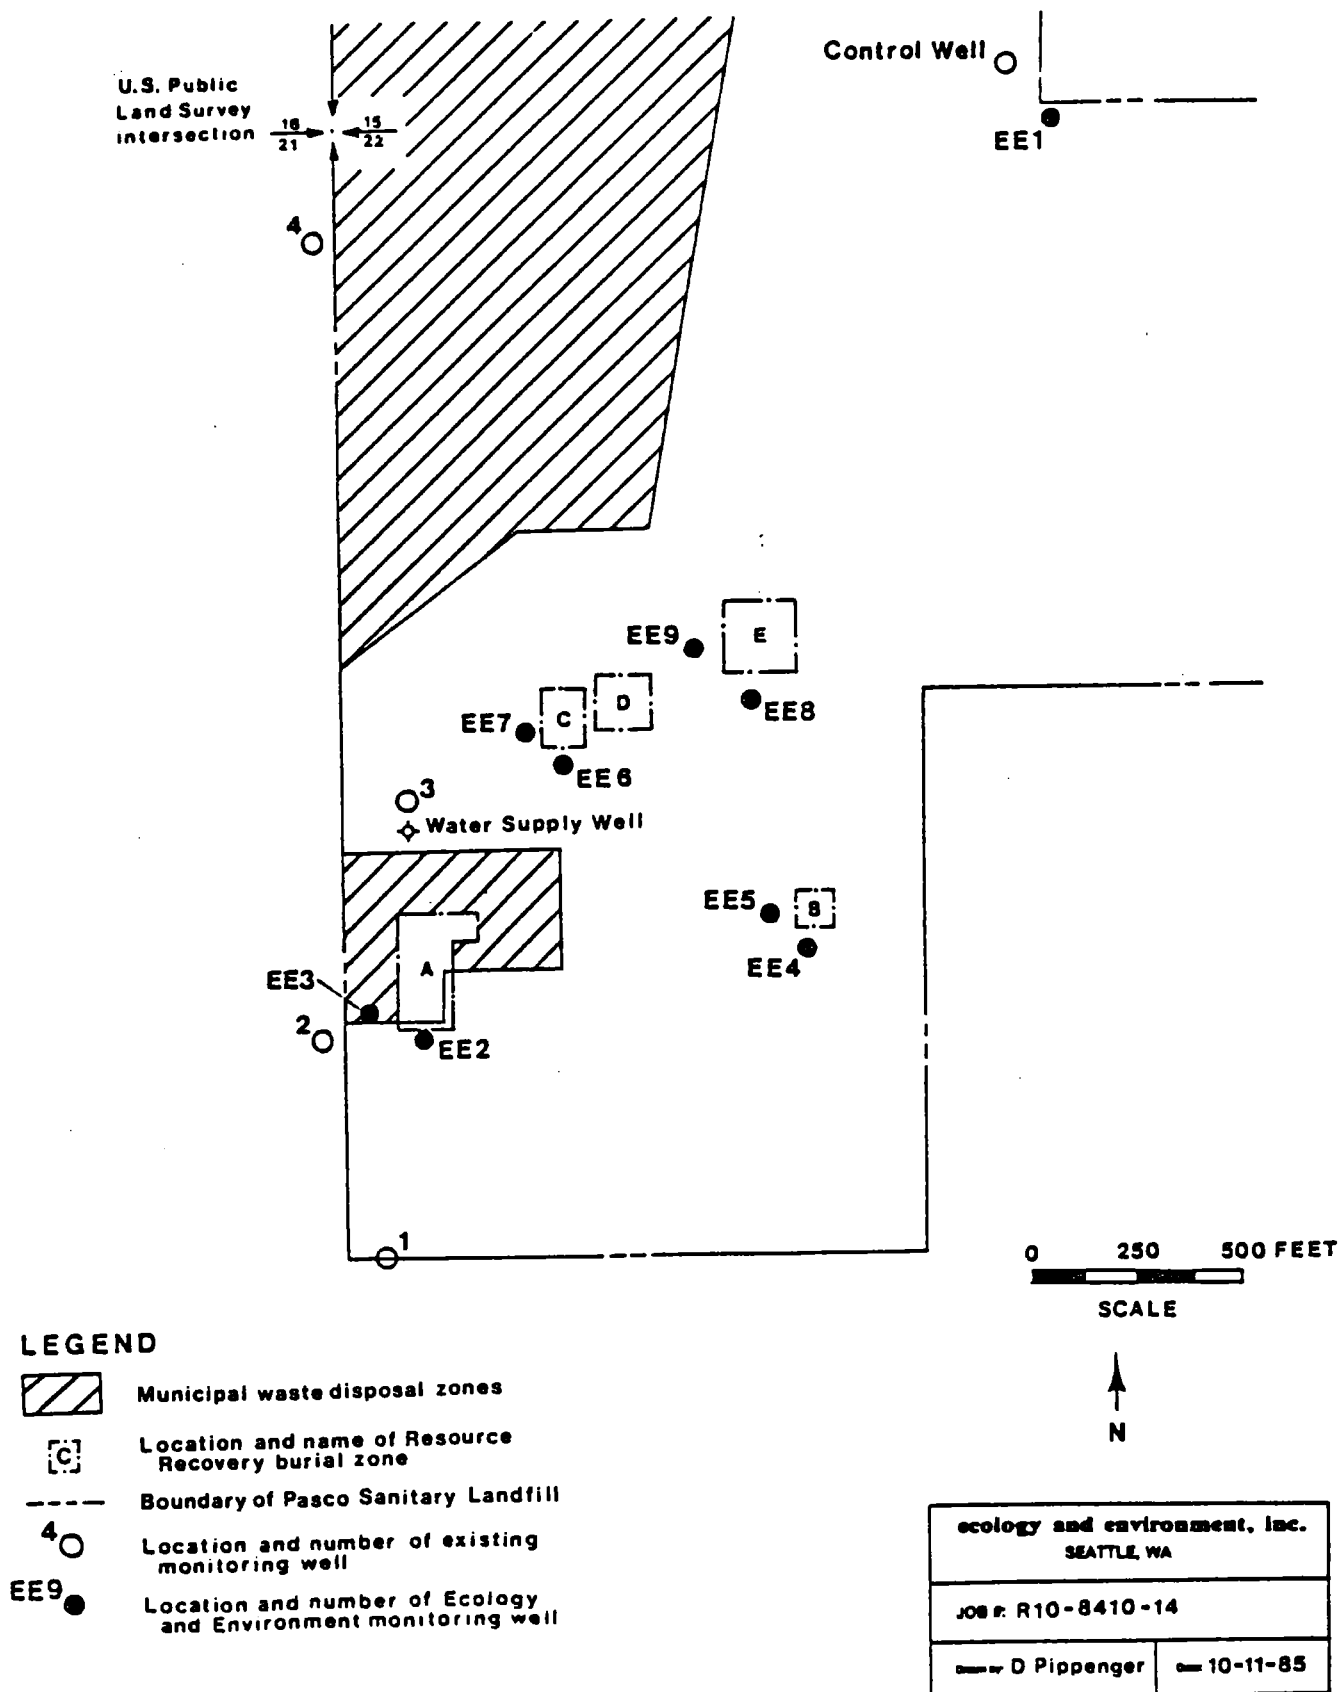 Control Well
U.S. Public
Land Survey
Intersection
16
21
15
22
EE1
4
EE9
E
EE8
D
C
EE7
EE6
3
Water Supply Well
EE5
B
EE4
A
EE3
2
EE2
1
0 250 500 FEET
SCALE
N
LEGEND
Municipal waste disposal zones
C
Location and name of Resource
Recovery burial zone
Boundary of Pasco Sanitary Landfill
4
Location and number of existing
monitoring well
EE9
Location and number of Ecology
and Environment monitoring well
ecology and environment, inc.
SEATTLE, WA
JOB #: R10-8410-14
D Pippenger
10-11-85